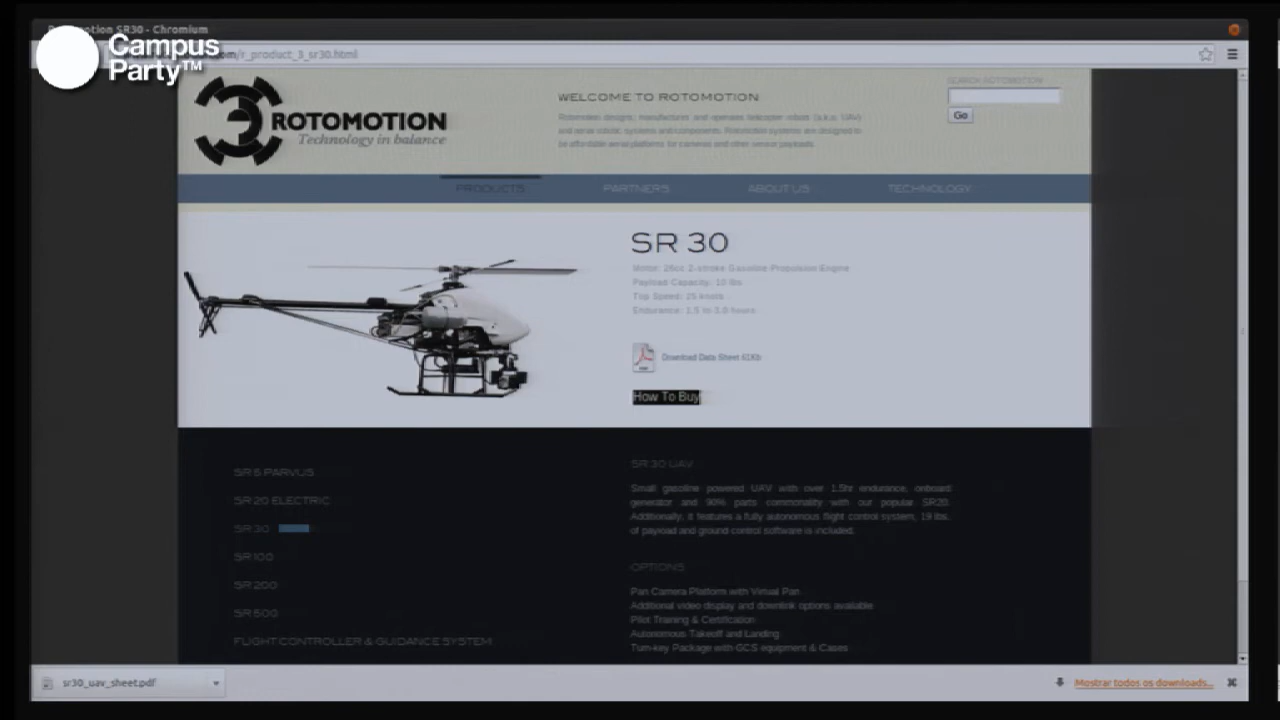 SR30 - Chromium
Campus
Party™
/r_product_3_sr30.html
SEARCH ROTOMOTION
ROTOMOTION
Technology in balance
WELCOME TO ROTOMOTION
Rotomotion designs, manufactures and operates helicopter robots (a.k.a. UAV)
and aerial robotic systems and components. Rotomotion systems are designed to
be affordable aerial platforms for cameras and other sensor payloads.
Go
PRODUCTS
PARTNERS
ABOUT US
TECHNOLOGY
SR 30
Motor: 26cc 2-stroke Gasoline Propulsion Engine
Payload Capacity: 10 lbs
Top Speed: 25 knots
Endurance: 1.5 to 3.0 hours
Download Data Sheet 61Kb
How To Buy
SR 5 PARVUS
SR 20 ELECTRIC
SR 30
SR 100
SR 200
SR 500
FLIGHT CONTROLLER & GUIDANCE SYSTEM
SR 30 UAV
Small gasoline powered UAV with over 1.5hr endurance, onboard
generator and 90% parts commonality with our popular SR20.
Additionally, it features a fully autonomous flight control system, 19 lbs.
of payload and ground control software is included.
OPTIONS
Pan Camera Platform with Virtual Pan
Additional video display and downlink options available
Pilot Training & Certification
Autonomous Takeoff and Landing
Turn-key Package with GCS equipment & Cases
sr30_uav_sheet.pdf
Mostrar todos os downloads...